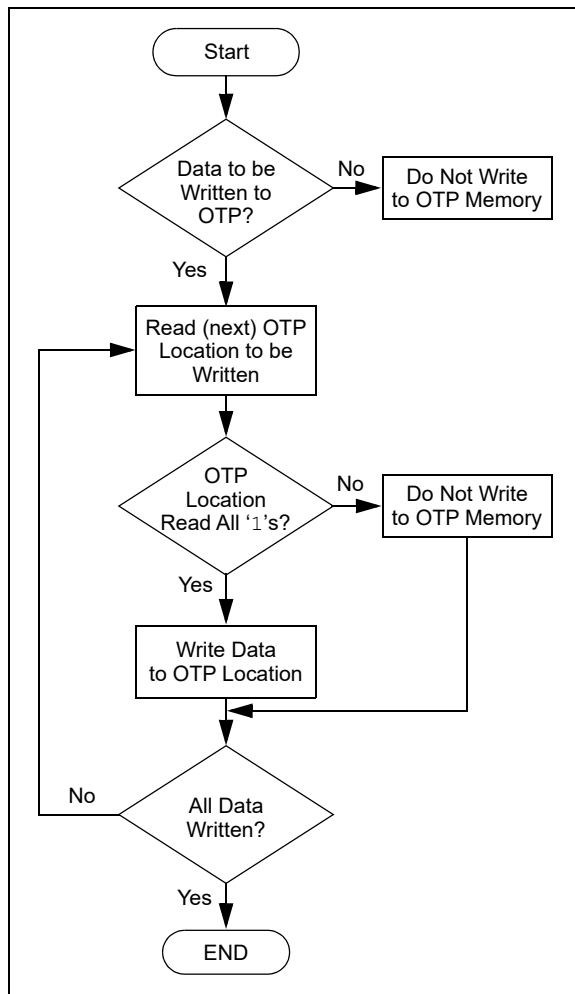 Start
Data to be
Written to
OTP?
No
Do Not Write
to OTP Memory
Yes
Read (next) OTP
Location to be
Written
OTP
Location
Read All ‘1’s?
No
Do Not Write
to OTP Memory
Yes
Write Data
to OTP Location
No
All Data
Written?
Yes
END